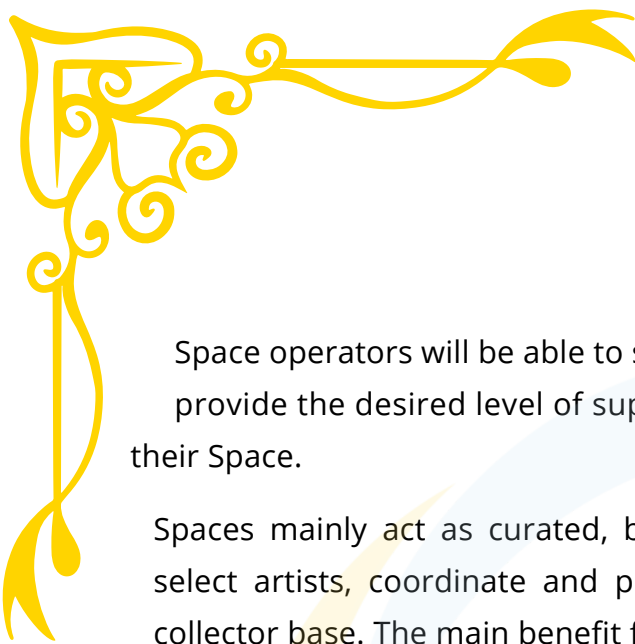 Space operators will be able to
provide the desired level of
their Space.
Spaces mainly act as curated,
select artists, coordinate and
collector base. The main benefit